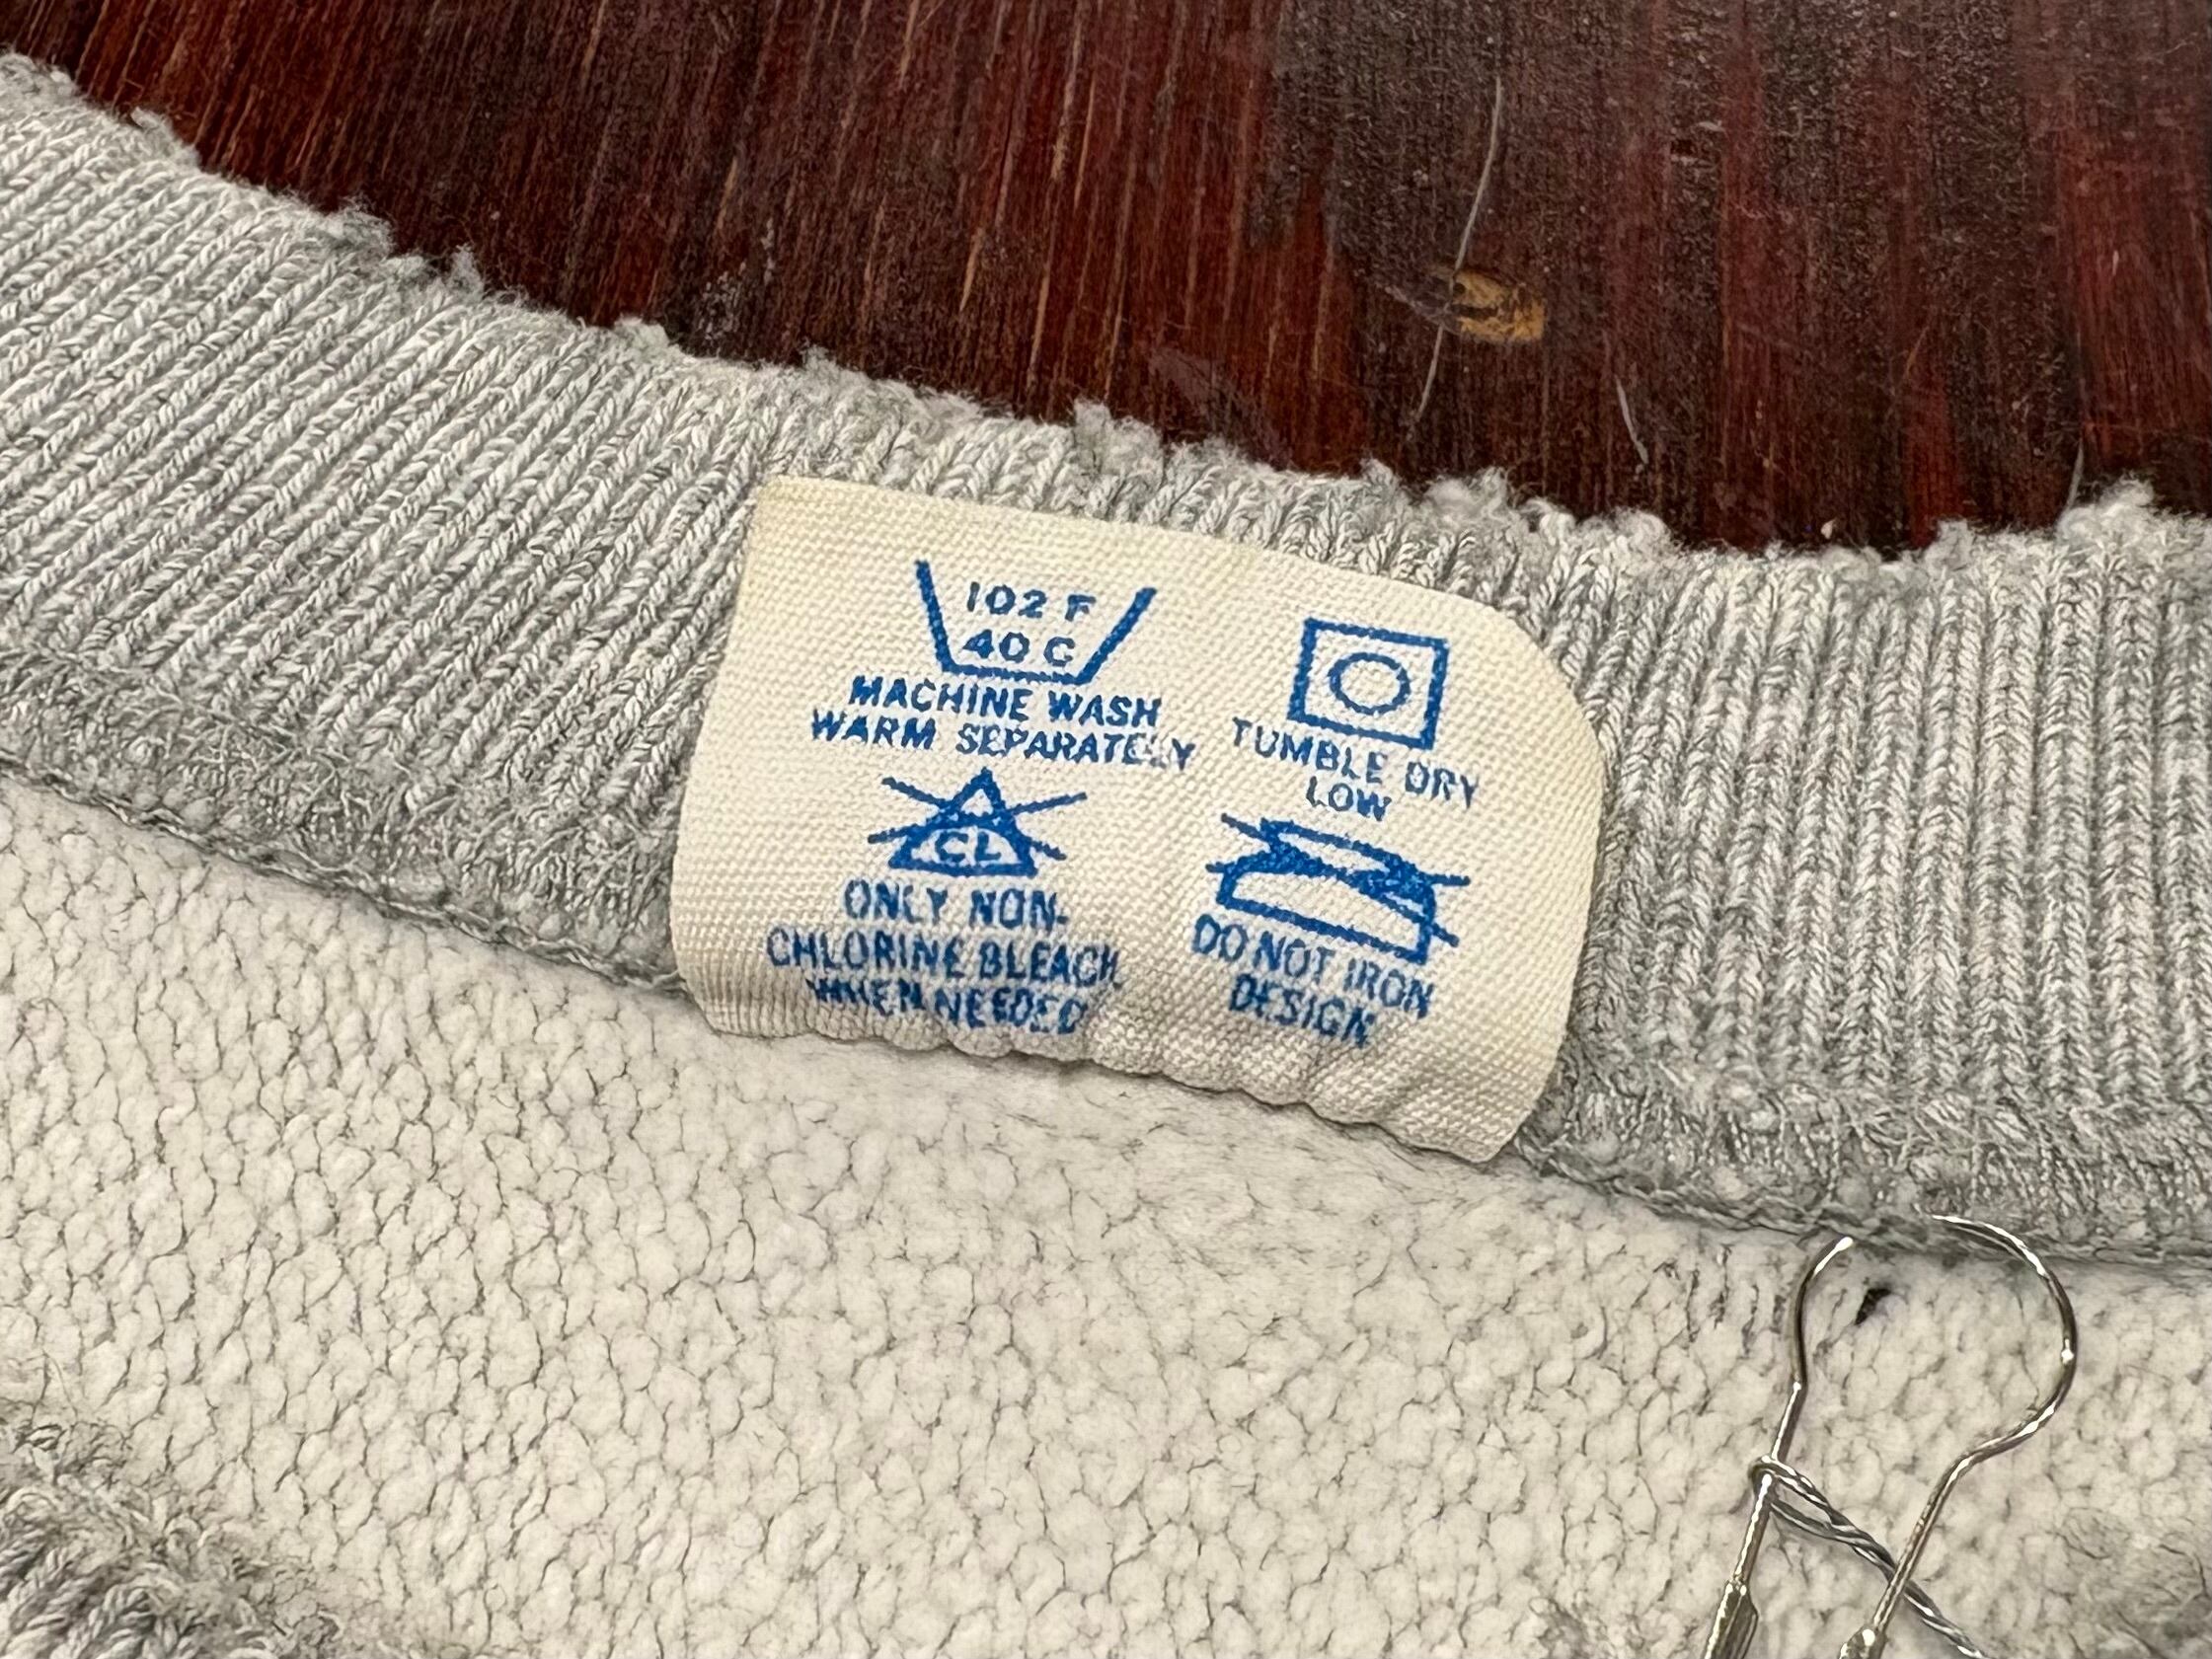 102 F
40 C
MACHINE WASH
WARM SEPARATELY
TUMBLE DRY
LOW
CL
ONLY NON-
CHLORINE BLEACH
WHEN NEEDED
DO NOT IRON
DESIGN